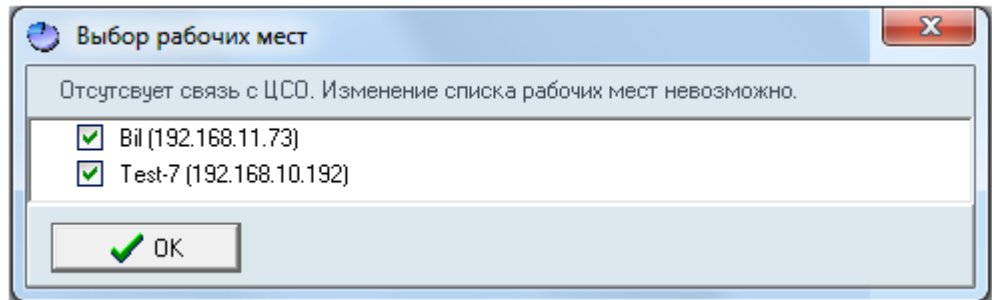 Выбор рабочих мест
Отсутсвует связь с ЦСО. Изменение списка рабочих мест невозможно.
Bil (192.168.11.73)
Test-7 (192.168.10.192)
OK